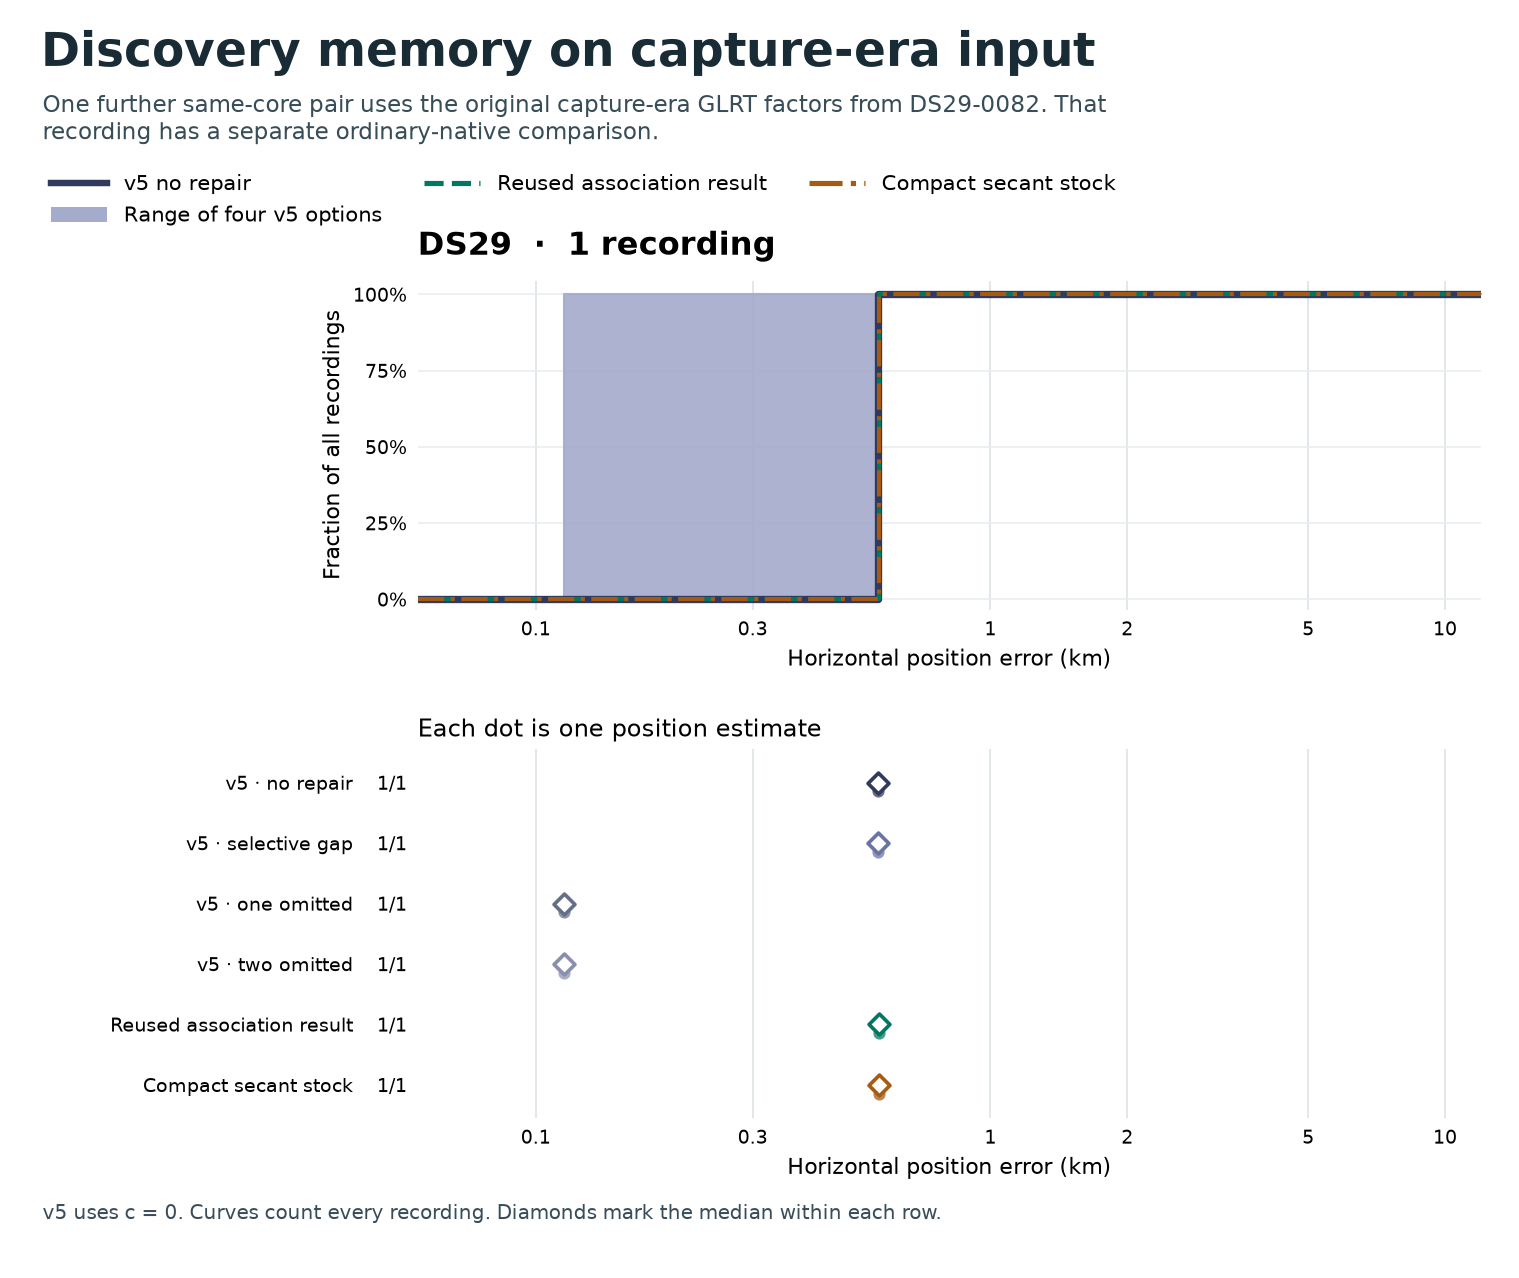 Discovery memory on capture-era input
One further same-core pair uses the original capture-era GLRT factors from DS29-0082. That
recording has a separate ordinary-native comparison.
v5 no repair
Reused association result
Compact secant stock
Range of four v5 options
DS29 · 1 recording
Fraction of all recordings
100%
75%
50%
25%
0%
0.1 0.3 1 2 5 10
Horizontal position error (km)
Each dot is one position estimate
v5 · no repair 1/1
v5 · selective gap 1/1
v5 · one omitted 1/1
v5 · two omitted 1/1
Reused association result 1/1
Compact secant stock 1/1
0.1 0.3 1 2 5 10
Horizontal position error (km)
v5 uses c = 0. Curves count every recording. Diamonds mark the median within each row.